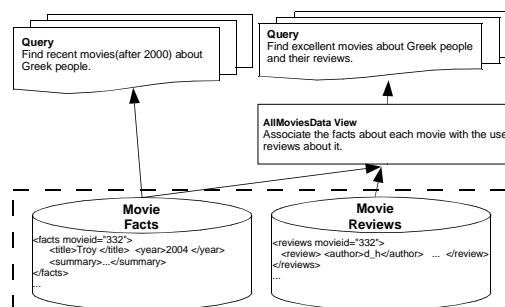 Query
Find recent movies(after 2000) about
Greek people.
Query
Find excellent movies about Greek people
and their reviews.
AllMoviesData View
Associate the facts about each movie with the use
reviews about it.
Movie
Facts
<facts movieid="332">
<title>Troy </title> <year>2004 </year>
<summary>...</summary>
</facts>
...
Movie
Reviews
<reviews movieid="332">
<review> <author>d_h</author> ... </review>
</reviews>
...